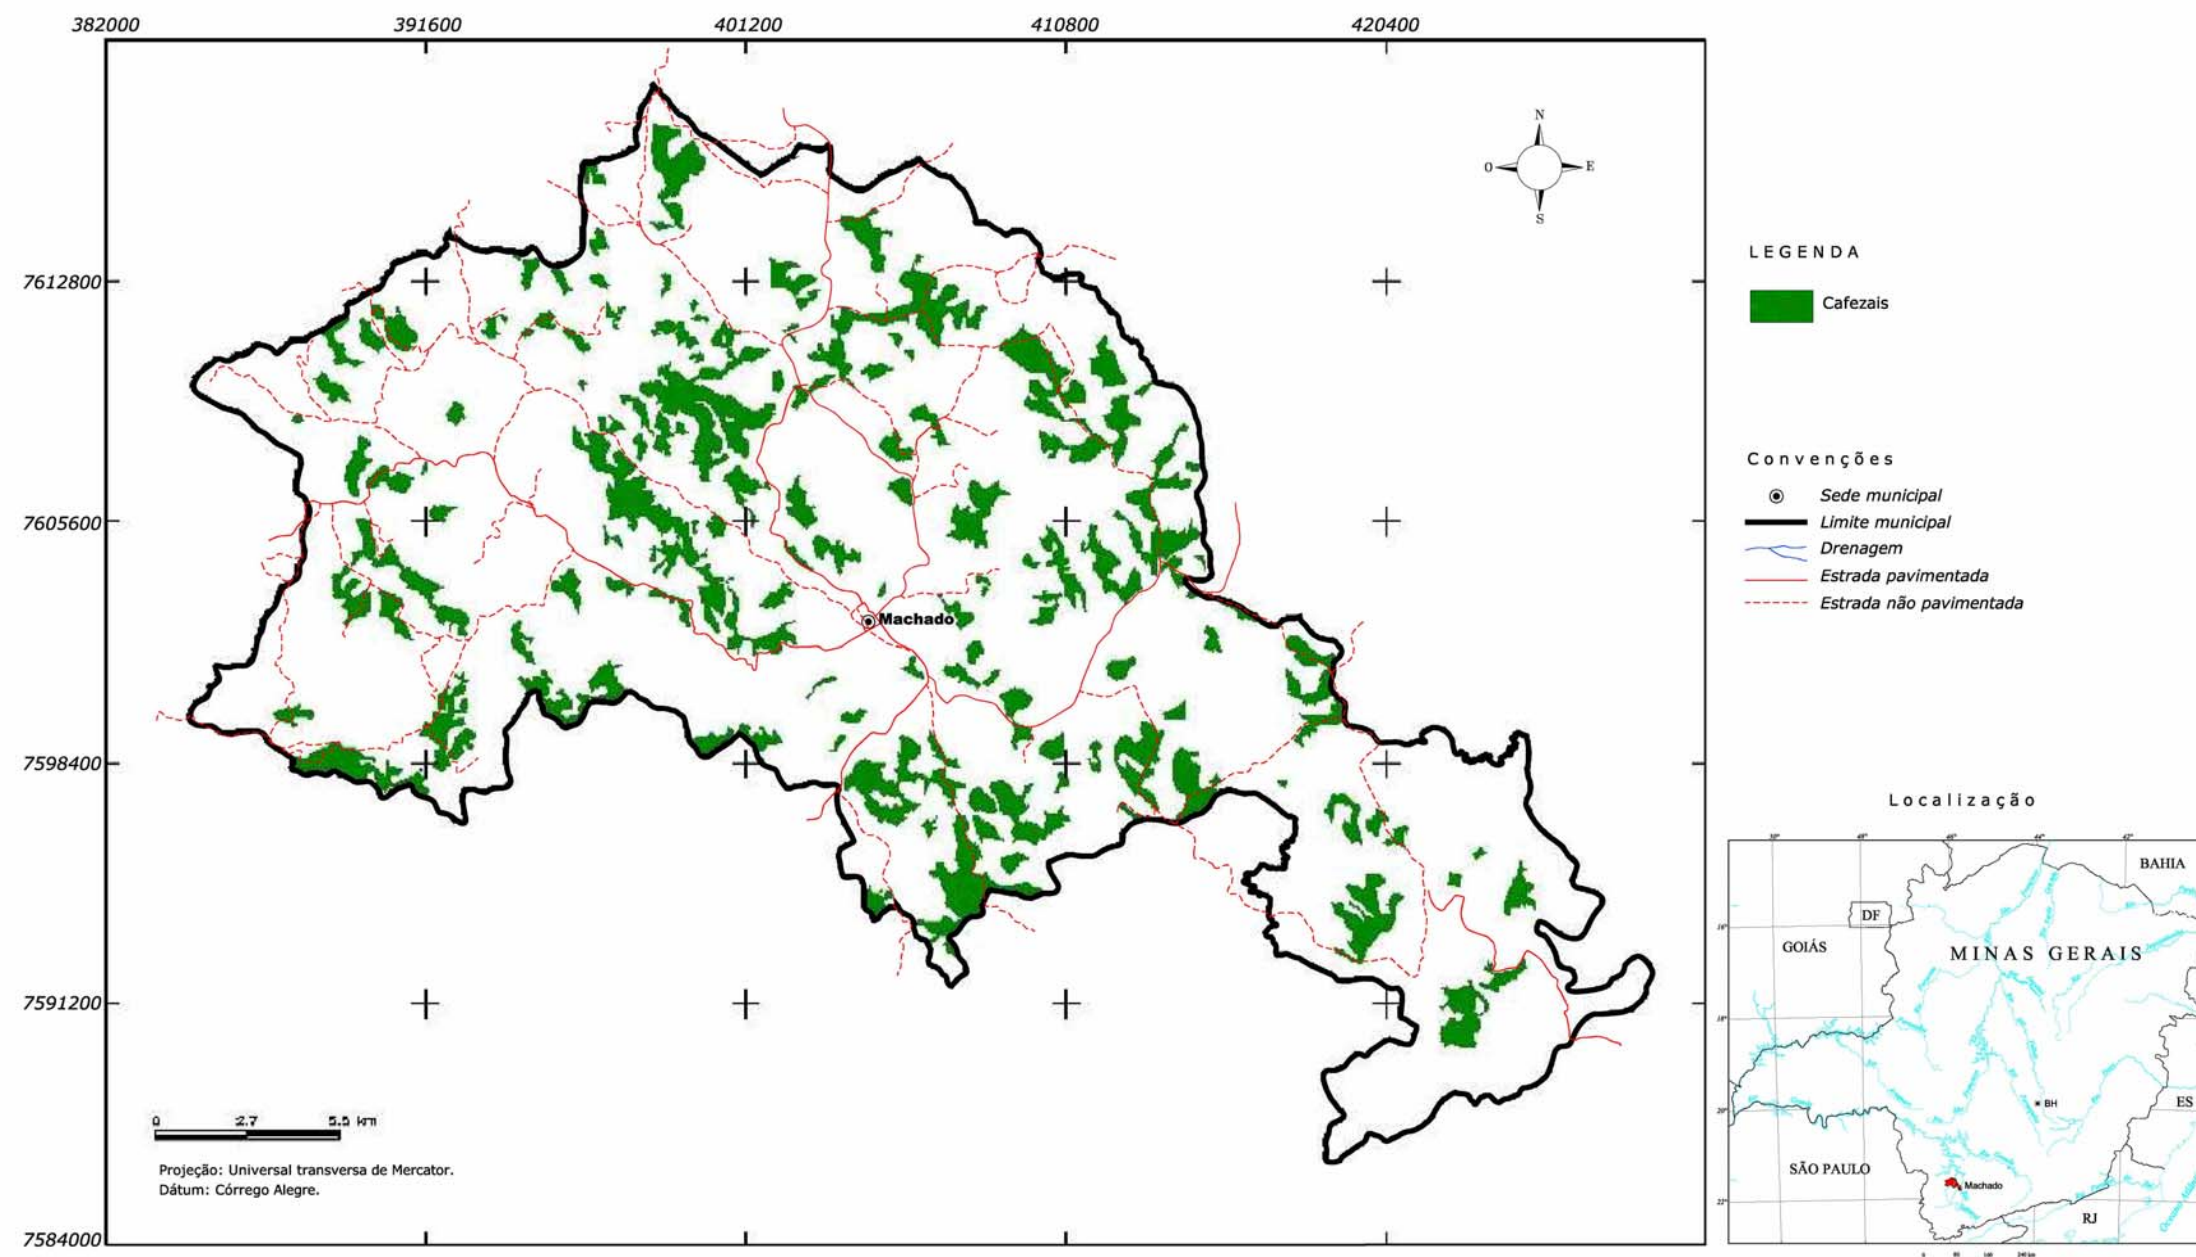 382000 391600 401200 410800 420400
N
O E
S
7612800
7605600
7598400
7591200
7584000
Machado
0 2.7 5.5 km
Projeção: Universal transversa de Mercator.
Dátum: Córrego Alegre.
LEGENDA
Cafezais
Convenções
Sede municipal
Limite municipal
Drenagem
Estrada pavimentada
Estrada não pavimentada
Localização
BAHIA
DF
GOIÁS
MINAS GERAIS
BH
ES
SÃO PAULO
Machado
RJ